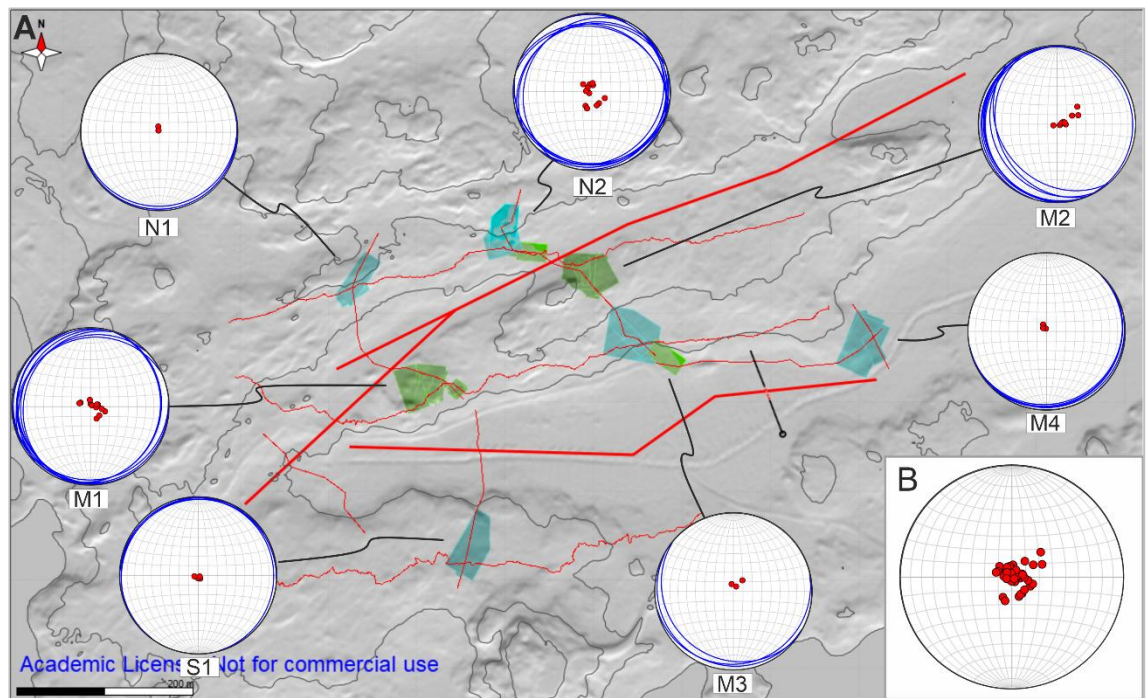 A
N
N1
N2
M2
M1
M4
S1
M3
B
Academic License. Not for commercial use
200 m